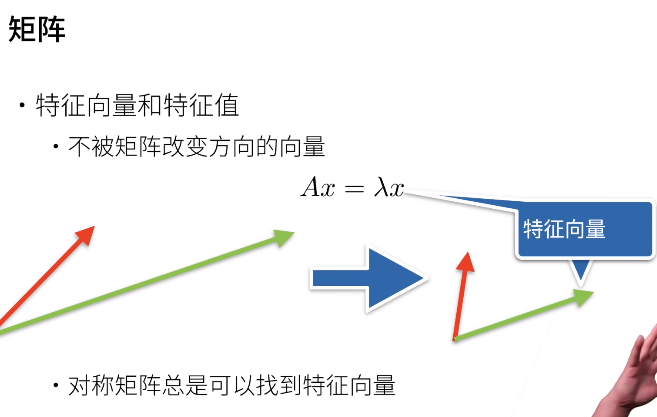 矩阵
• 特征向量和特征值
• 不被矩阵改变方向的向量
Ax = λx
特征向量
• 对称矩阵总是可以找到特征向量